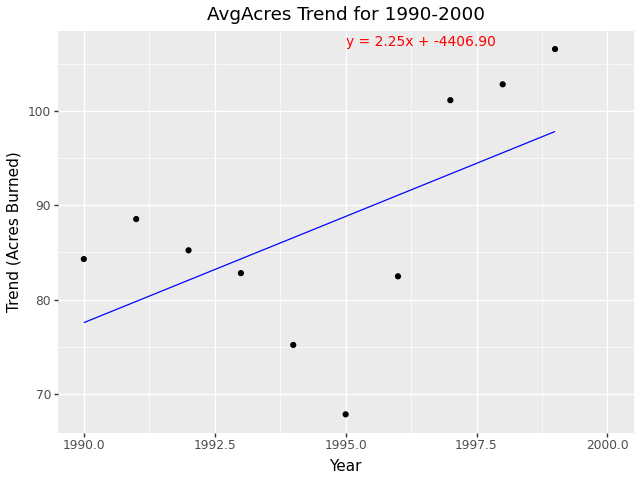 AvgAcres Trend for 1990-2000
y = 2.25x + -4406.90
Trend (Acres Burned)
100
90
80
70
1990.0 1992.5 1995.0 1997.5 2000.0
Year